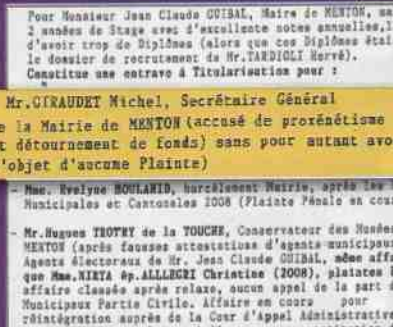 Pour Monsieur Jean Claude GUIBAL, Maire de MENTON, ma
2 années de Stage avec d'excellente notes annuelles,l
d'avoir trop de Diplômes (alors que ces Diplômes étai
le dossier de recrutement de Mr.TARDIOLI Hervé).
Constitue une entrave à Titularisation pour :
Mr.GIRAUDET Michel, Secrétaire Général
e la Mairie de MENTON(accusé de proxénétisme
t détournement de fonds) sans pour autant avo
'objet d'aucune Plainte)
- Mme. Evelyne BOULAHID, harcèlement Mairie, après les
Municipales et Cantonales 2008 (Plainte Pénale en cou
- Mr.Hugues TROTRY de la TOUCHE, Conservateur des Musées
MENTON (après fausses attestations d'agents municipaux
Agents électoraux de Mr. Jean Claude GUIBAL, même affa
que Mme.NIRTA ép.ALLLEGRI Christine (2008), plaintes
affaire classée après relaxe, aucun appel de la part d
Municipaux Partie Civile. Affaire en cours pour
réintégration auprès de la Cour d'Appel Administrative